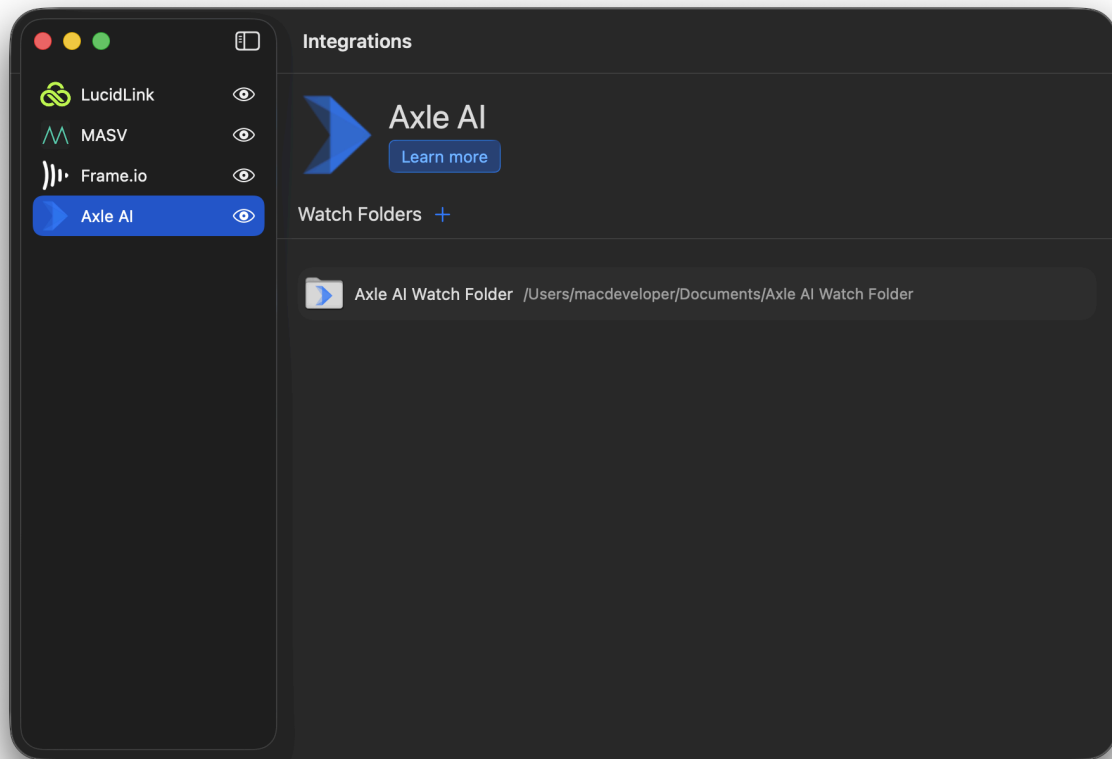 Integrations
LucidLink
MASV
Frame.io
Axle AI
Axle AI
Learn more
Watch Folders +
Axle AI Watch Folder /Users/macdeveloper/Documents/Axle AI Watch Folder